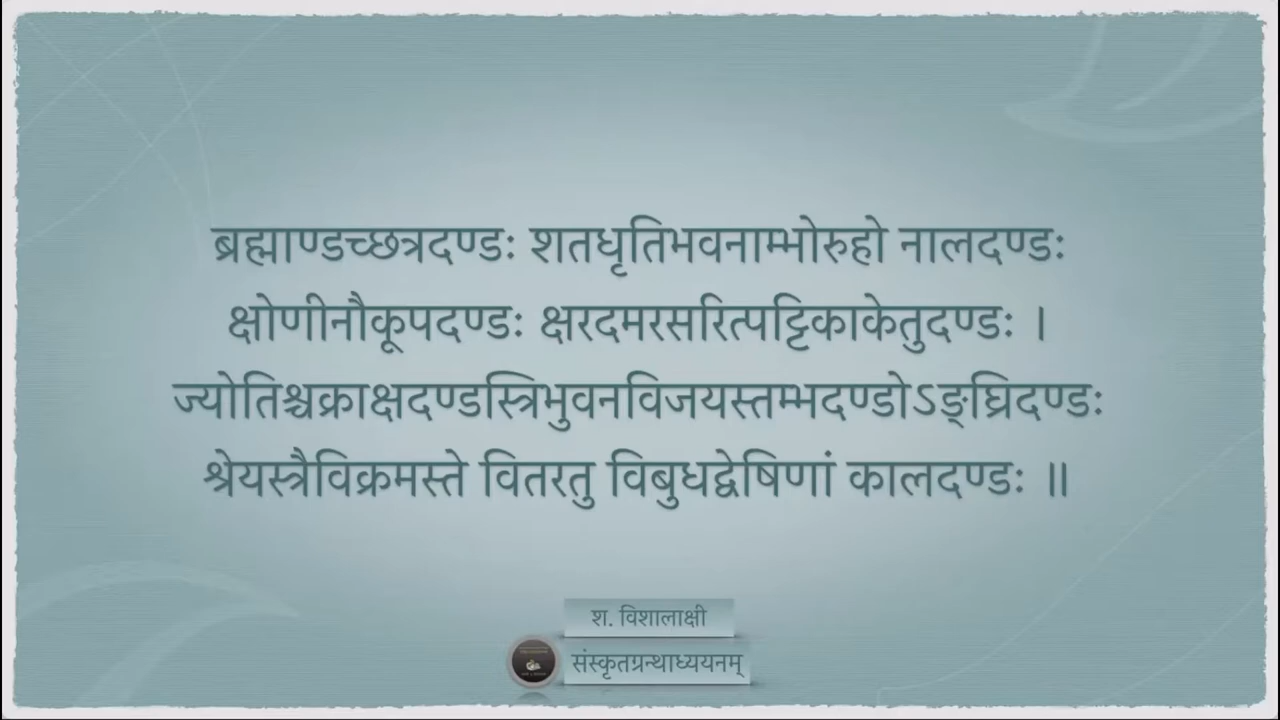 ब्रह्माण्डच्छत्रदण्डः शतधृतिभवनाम्भोरुहो नालदण्डः
क्षोणीनौकूपदण्डः क्षरदमरसरित्पट्टिकाकेतुदण्डः ।
ज्योतिश्चक्राक्षदण्डस्त्रिभुवनविजयस्तम्भदण्डोऽङ्घ्रिदण्डः
श्रेयस्त्रैविक्रमस्ते वितरतु विबुधद्वेषिणां कालदण्डः ॥
श. विशालाक्षी
संस्कृतग्रन्थाध्ययनम्